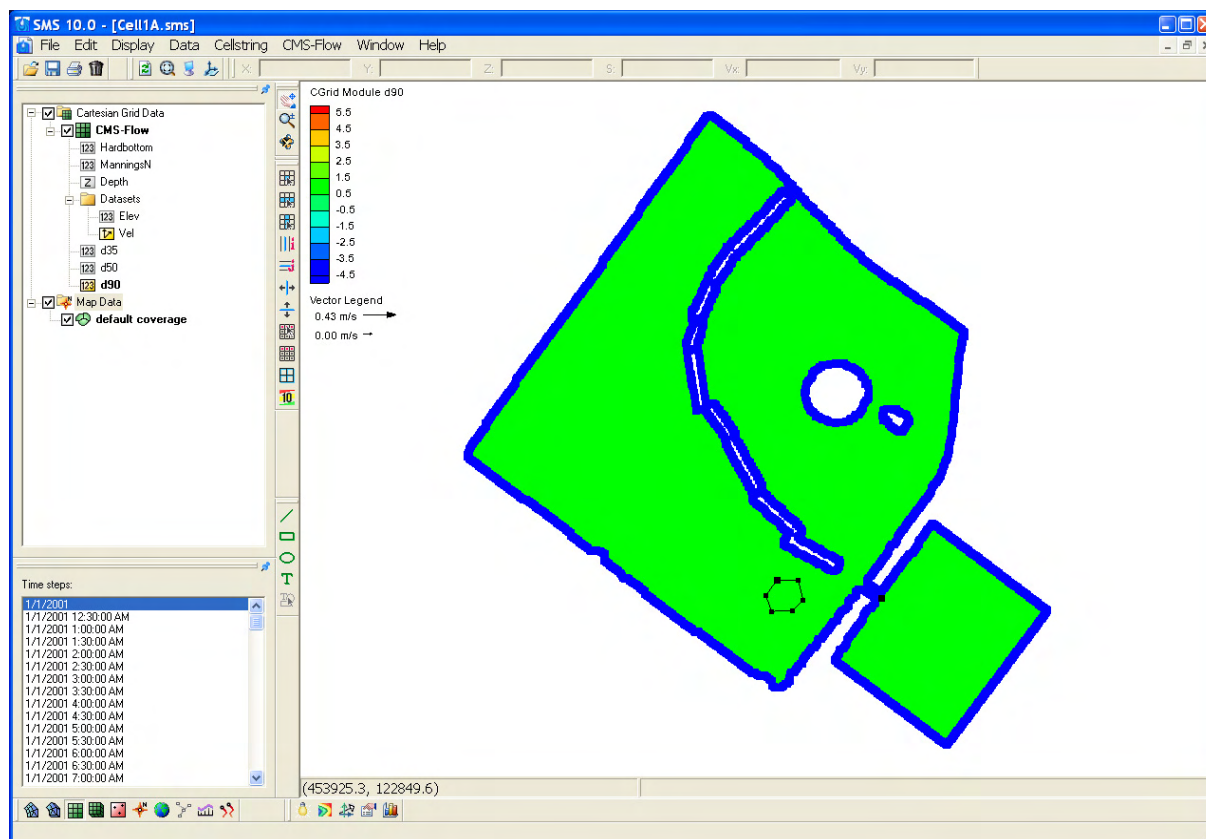 SMS 10.0 - [Cell1A.sms]
File Edit Display Data Cellstring CMS-Flow Window Help
X: Y: Z: S: Vx: Vy:
Cartesian Grid Data
CMS-Flow
123 Hardbottom
123 ManningsN
Z Depth
Datasets
123 Elev
Vel
123 d35
123 d50
123 d90
Map Data
default coverage
Time steps:
1/1/2001
1/1/2001 12:30:00 AM
1/1/2001 1:00:00 AM
1/1/2001 1:30:00 AM
1/1/2001 2:00:00 AM
1/1/2001 2:30:00 AM
1/1/2001 3:00:00 AM
1/1/2001 3:30:00 AM
1/1/2001 4:00:00 AM
1/1/2001 4:30:00 AM
1/1/2001 5:00:00 AM
1/1/2001 5:30:00 AM
1/1/2001 6:00:00 AM
1/1/2001 6:30:00 AM
1/1/2001 7:00:00 AM
i
J
10
T
CGrid Module d90
5.5
4.5
3.5
2.5
1.5
0.5
-0.5
-1.5
-2.5
-3.5
-4.5
Vector Legend
0.43 m/s
0.00 m/s
(453925.3, 122849.6)